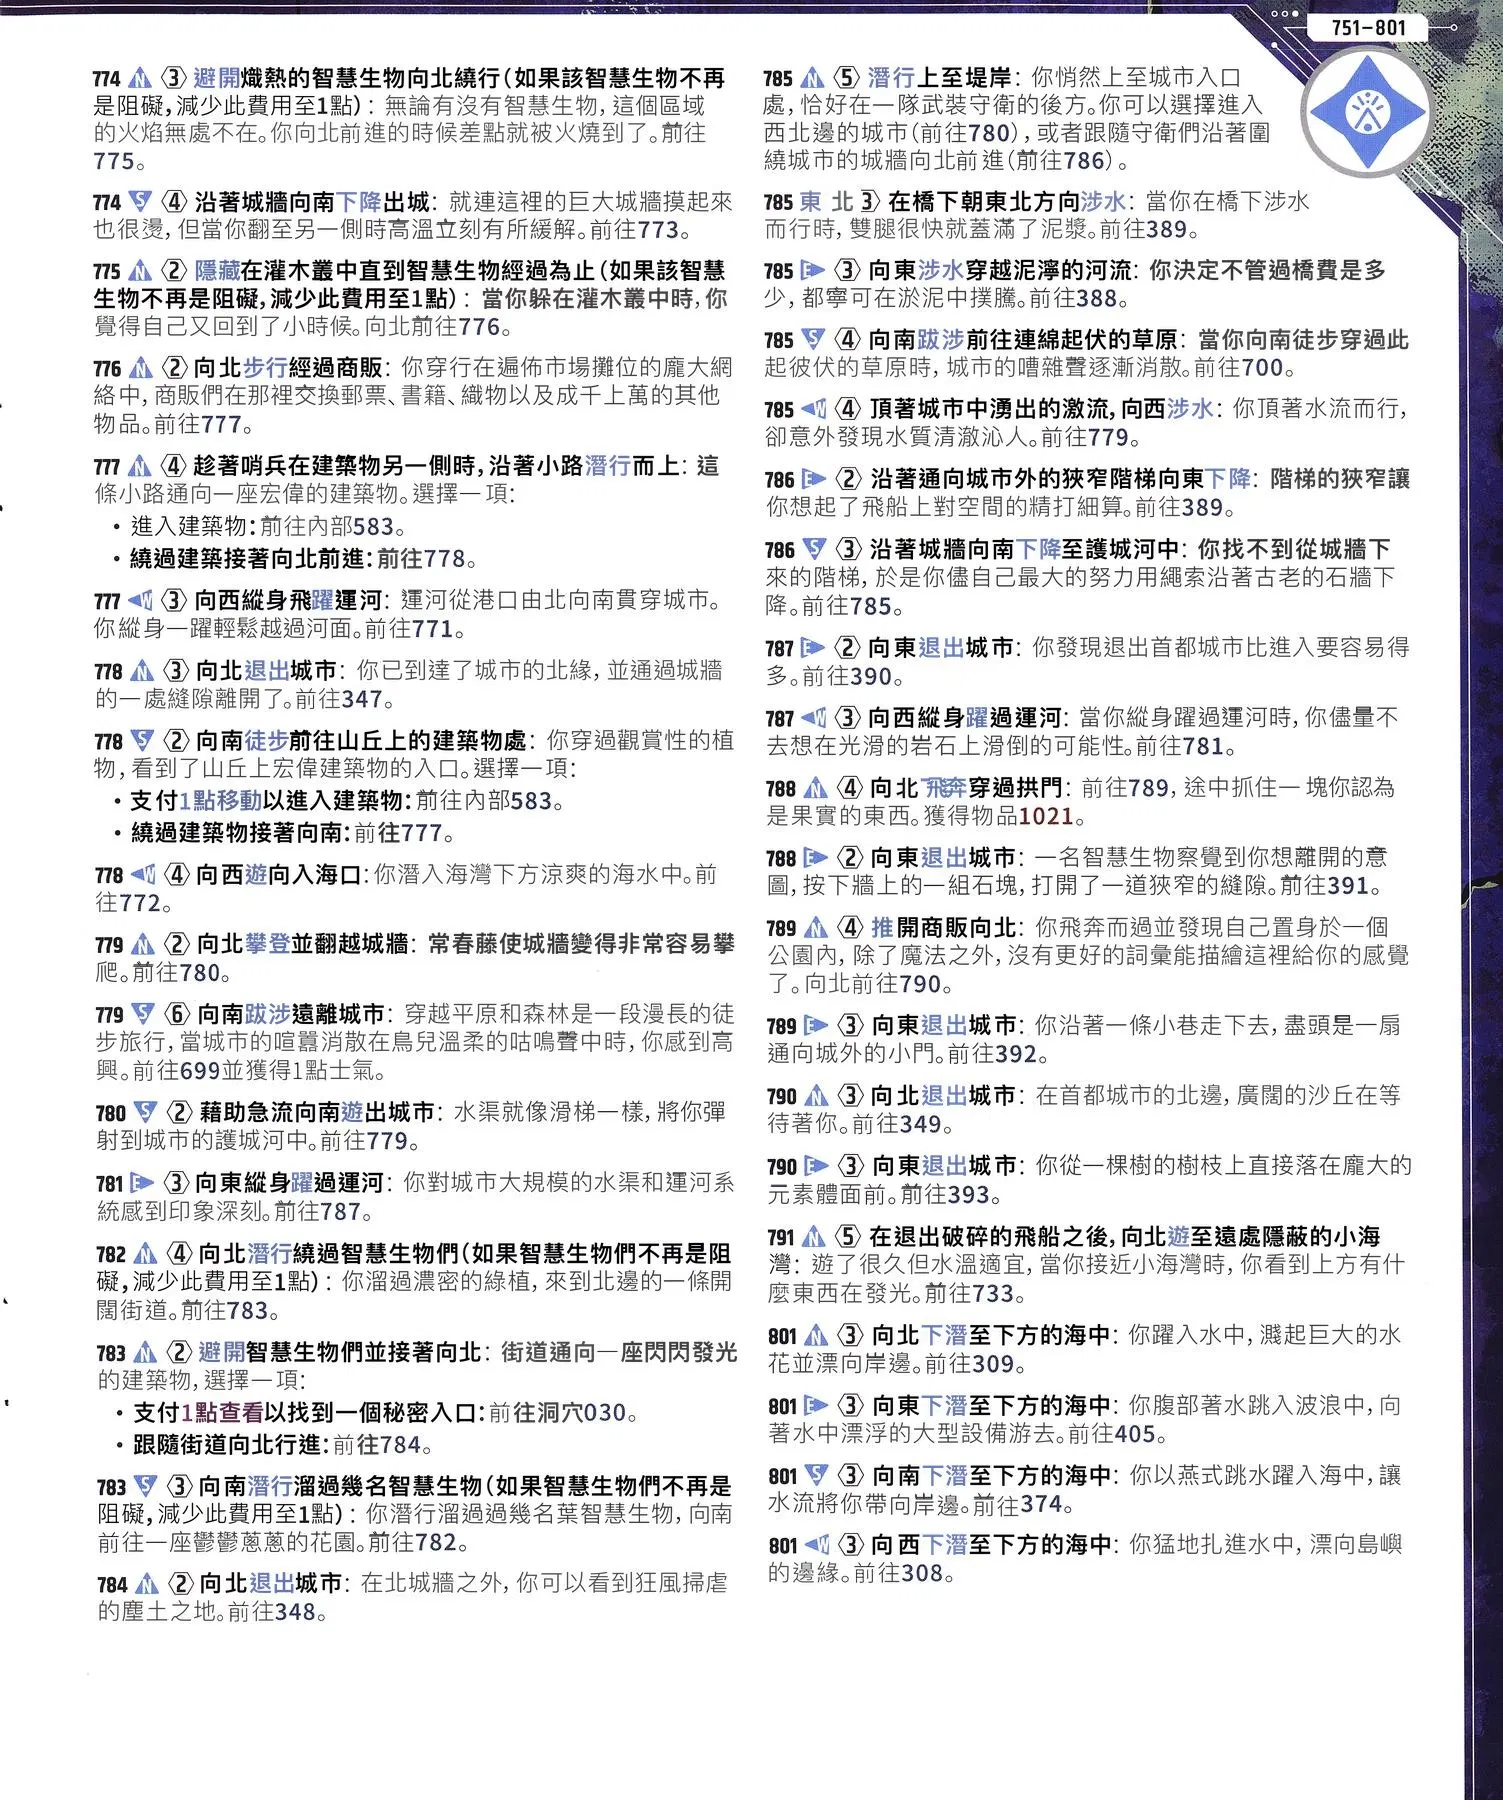 751–801
774 N 3 避開熾熱的智慧生物向北繞行(如果該智慧生物不再
是阻礙,減少此費用至1點): 無論有沒有智慧生物,這個區域
的火焰無處不在。你向北前進的時候差點就被火燒到了。前往
775。
774 S 4 沿著城牆向南下降出城: 就連這裡的巨大城牆摸起來
也很燙,但當你翻至另一側時高溫立刻有所緩解。前往773。
775 N 2 隱藏在灌木叢中直到智慧生物經過為止(如果該智慧
生物不再是阻礙,減少此費用至1點): 當你躲在灌木叢中時,你
覺得自己又回到了小時候。向北前往776。
776 N 2 向北步行經過商販: 你穿行在遍佈市場攤位的龐大網
絡中,商販們在那裡交換郵票、書籍、織物以及成千上萬的其他
物品。前往777。
777 N 4 趁著哨兵在建築物另一側時,沿著小路潛行而上: 這
條小路通向一座宏偉的建築物。選擇一項:
• 進入建築物:前往內部583。
• 繞過建築接著向北前進:前往778。
777 W 3 向西縱身飛躍運河: 運河從港口由北向南貫穿城市。
你縱身一躍輕鬆越過河面。前往771。
778 N 3 向北退出城市: 你已到達了城市的北緣,並通過城牆
的一處縫隙離開了。前往347。
778 S 2 向南徒步前往山丘上的建築物處: 你穿過觀賞性的植
物,看到了山丘上宏偉建築物的入口。選擇一項:
• 支付1點移動以進入建築物:前往內部583。
• 繞過建築物接著向南:前往777。
778 W 4 向西遊向入海口:你潛入海灣下方涼爽的海水中。前
往772。
779 N 2 向北攀登並翻越城牆: 常春藤使城牆變得非常容易攀
爬。前往780。
779 S 6 向南跋涉遠離城市: 穿越平原和森林是一段漫長的徒
步旅行,當城市的喧囂消散在鳥兒溫柔的咕鳴聲中時,你感到高
興。前往699並獲得1點士氣。
780 S 2 藉助急流向南遊出城市: 水渠就像滑梯一樣,將你彈
射到城市的護城河中。前往779。
781 E 3 向東縱身躍過運河: 你對城市大規模的水渠和運河系
統感到印象深刻。前往787。
782 N 4 向北潛行繞過智慧生物們(如果智慧生物們不再是阻
礙,減少此費用至1點): 你溜過濃密的綠植,來到北邊的一條開
闊街道。前往783。
783 N 2 避開智慧生物們並接著向北: 街道通向一座閃閃發光
的建築物,選擇一項:
• 支付1點查看以找到一個秘密入口:前往洞穴030。
• 跟隨街道向北行進:前往784。
783 S 3 向南潛行溜過幾名智慧生物(如果智慧生物們不再是
阻礙,減少此費用至1點): 你潛行溜過過幾名葉智慧生物,向南
前往一座鬱鬱蔥蔥的花園。前往782。
784 N 2 向北退出城市: 在北城牆之外,你可以看到狂風掃虐
的塵土之地。前往348。
785 N 5 潛行上至堤岸: 你悄然上至城市入口
處,恰好在一隊武裝守衛的後方。你可以選擇進入
西北邊的城市(前往780),或者跟隨守衛們沿著圍
繞城市的城牆向北前進(前往786)。
785 東 北 3 在橋下朝東北方向涉水: 當你在橋下涉水
而行時,雙腿很快就蓋滿了泥漿。前往389。
785 E 3 向東涉水穿越泥濘的河流: 你決定不管過橋費是多
少,都寧可在淤泥中撲騰。前往388。
785 S 4 向南跋涉前往連綿起伏的草原: 當你向南徒步穿過此
起彼伏的草原時,城市的嘈雜聲逐漸消散。前往700。
785 W 4 頂著城市中湧出的激流,向西涉水: 你頂著水流而行,
卻意外發現水質清澈沁人。前往779。
786 E 2 沿著通向城市外的狹窄階梯向東下降: 階梯的狹窄讓
你想起了飛船上對空間的精打細算。前往389。
786 S 3 沿著城牆向南下降至護城河中: 你找不到從城牆下
來的階梯,於是你儘自己最大的努力用繩索沿著古老的石牆下
降。前往785。
787 E 2 向東退出城市: 你發現退出首都城市比進入要容易得
多。前往390。
787 W 3 向西縱身躍過運河: 當你縱身躍過運河時,你儘量不
去想在光滑的岩石上滑倒的可能性。前往781。
788 N 4 向北飛奔穿過拱門: 前往789,途中抓住一塊你認為
是果實的東西。獲得物品1021。
788 E 2 向東退出城市: 一名智慧生物察覺到你想離開的意
圖,按下牆上的一組石塊,打開了一道狹窄的縫隙。前往391。
789 N 4 推開商販向北: 你飛奔而過並發現自己置身於一個
公園內,除了魔法之外,沒有更好的詞彙能描繪這裡給你的感覺
了。向北前往790。
789 E 3 向東退出城市: 你沿著一條小巷走下去,盡頭是一扇
通向城外的小門。前往392。
790 N 3 向北退出城市: 在首都城市的北邊,廣闊的沙丘在等
待著你。前往349。
790 E 3 向東退出城市: 你從一棵樹的樹枝上直接落在龐大的
元素體面前。前往393。
791 N 5 在退出破碎的飛船之後,向北遊至遠處隱蔽的小海
灣: 遊了很久但水溫適宜,當你接近小海灣時,你看到上方有什
麼東西在發光。前往733。
801 N 3 向北下潛至下方的海中: 你躍入水中,濺起巨大的水
花並漂向岸邊。前往309。
801 E 3 向東下潛至下方的海中: 你腹部著水跳入波浪中,向
著水中漂浮的大型設備游去。前往405。
801 S 3 向南下潛至下方的海中: 你以燕式跳水躍入海中,讓
水流將你帶向岸邊。前往374。
801 W 3 向西下潛至下方的海中: 你猛地扎進水中,漂向島嶼
的邊緣。前往308。